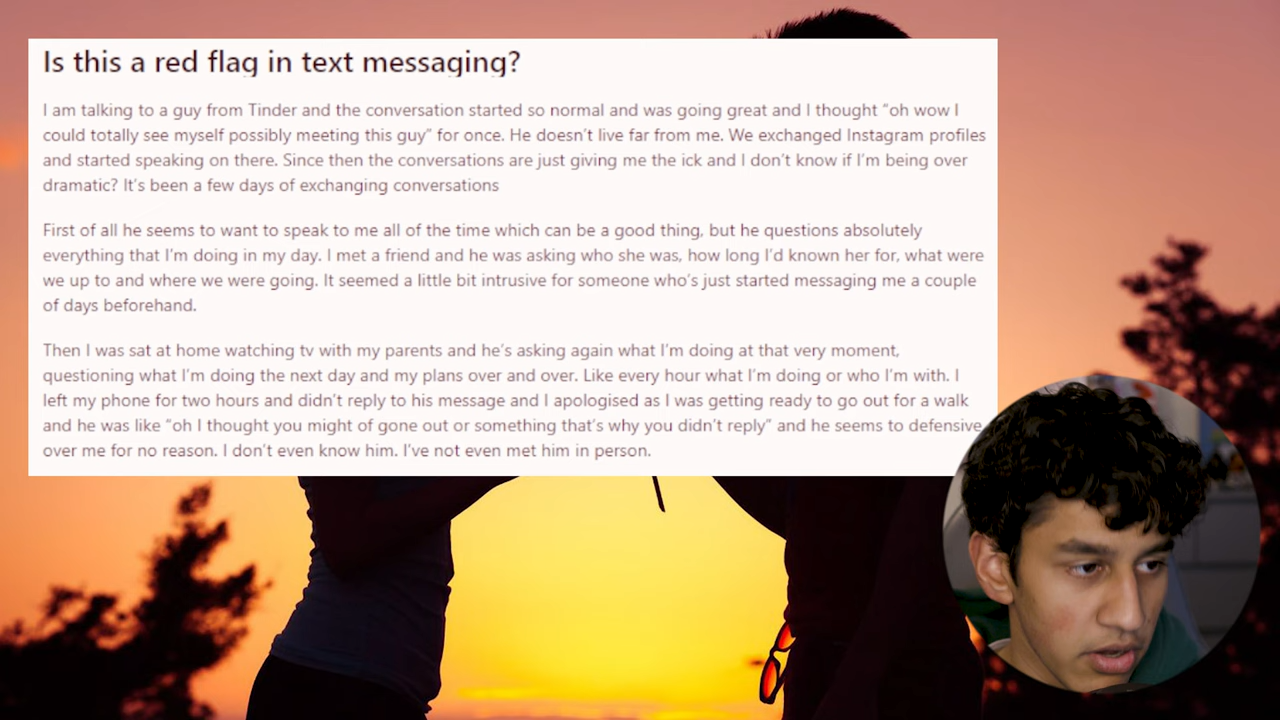 Is this a red flag in text messaging?
I am talking to a guy from Tinder and the conversation started so normal and was going great and I thought “oh wow I
could totally see myself possibly meeting this guy” for once. He doesn’t live far from me. We exchanged Instagram profiles
and started speaking on there. Since then the conversations are just giving me the ick and I don’t know if I’m being over
dramatic? It’s been a few days of exchanging conversations
First of all he seems to want to speak to me all of the time which can be a good thing, but he questions absolutely
everything that I’m doing in my day. I met a friend and he was asking who she was, how long I’d known her for, what were
we up to and where we were going. It seemed a little bit intrusive for someone who’s just started messaging me a couple
of days beforehand.
Then I was sat at home watching tv with my parents and he’s asking again what I’m doing at that very moment,
questioning what I’m doing the next day and my plans over and over. Like every hour what I’m doing or who I’m with. I
left my phone for two hours and didn’t reply to his message and I apologised as I was getting ready to go out for a walk
and he was like “oh I thought you might of gone out or something that’s why you didn’t reply” and he seems to defensive
over me for no reason. I don’t even know him. I’ve not even met him in person.